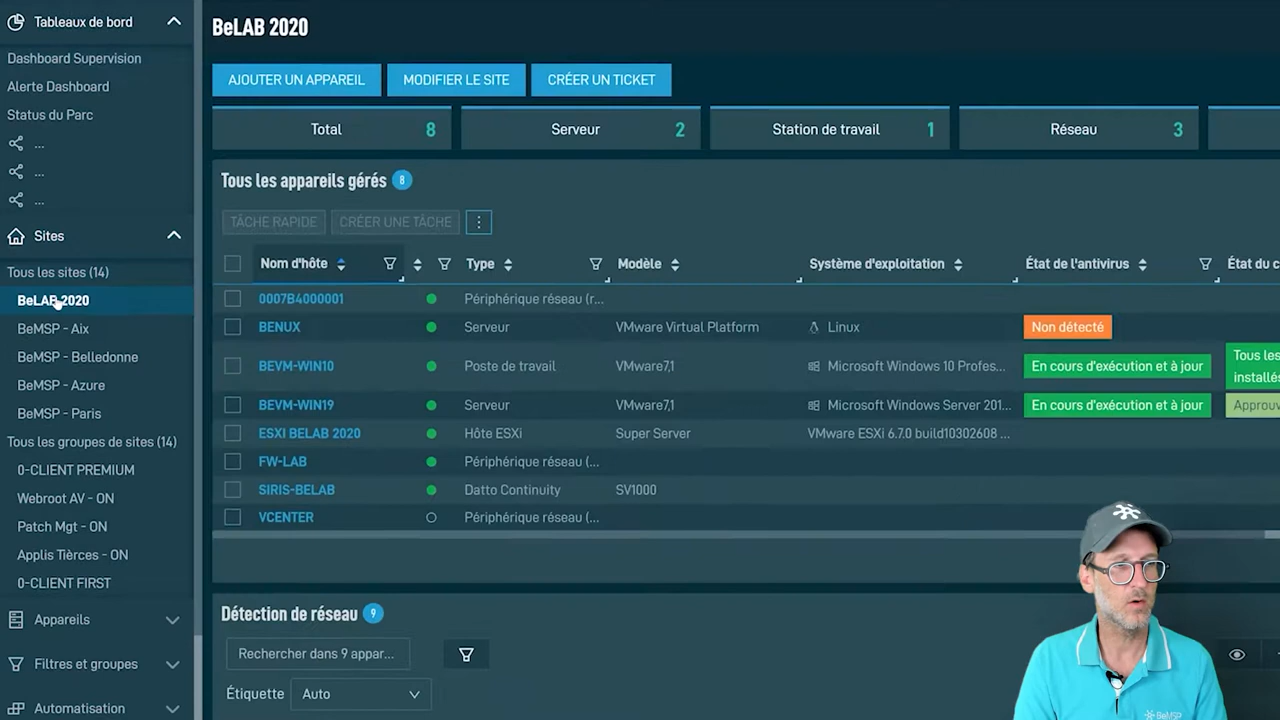 Tableaux de bord
Dashboard Supervision
Alerte Dashboard
Status du Parc
...
...
...
Sites
Tous les sites (14)
BeLAB 2020
BeMSP - Aix
BeMSP - Belledonne
BeMSP - Azure
BeMSP - Paris
Tous les groupes de sites (14)
0-CLIENT PREMIUM
Webroot AV - ON
Patch Mgt - ON
Applis Tièrces - ON
0-CLIENT FIRST
Appareils
Filtres et groupes
Automatisation
BeLAB 2020
AJOUTER UN APPAREIL MODIFIER LE SITE CRÉER UN TICKET
Total 8 Serveur 2 Station de travail 1 Réseau 3
Tous les appareils gérés 8
TÂCHE RAPIDE CRÉER UNE TÂCHE
Nom d'hôte Type Modèle Système d'exploitation État de l'antivirus État du c
0007B4000001 Périphérique réseau (r...
BENUX Serveur VMware Virtual Platform Linux Non détecté
BEVM-WIN10 Poste de travail VMware7,1 Microsoft Windows 10 Profes... En cours d'exécution et à jour Tous les
installés
BEVM-WIN19 Serveur VMware7,1 Microsoft Windows Server 201... En cours d'exécution et à jour Approuv
ESXI BELAB 2020 Hôte ESXi Super Server VMware ESXi 6.7.0 build10302608 ...
FW-LAB Périphérique réseau (...
SIRIS-BELAB Datto Continuity SV1000
VCENTER Périphérique réseau (...
Détection de réseau 9
Rechercher dans 9 appar...
Étiquette Auto
BeMSP